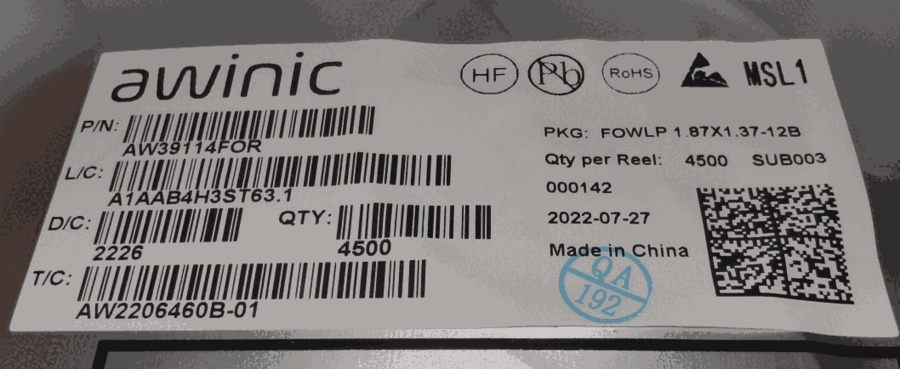 awinic
HF Pb RoHS MSL1
P/N:
AW39114FOR
L/C:
A1AAB4H3ST63.1
D/C:
2226
QTY:
4500
T/C:
AW2206460B-01
PKG: FOWLP 1.87X1.37-12B
Qty per Reel: 4500 SUB003
000142
2022-07-27
Made in China
QA
192